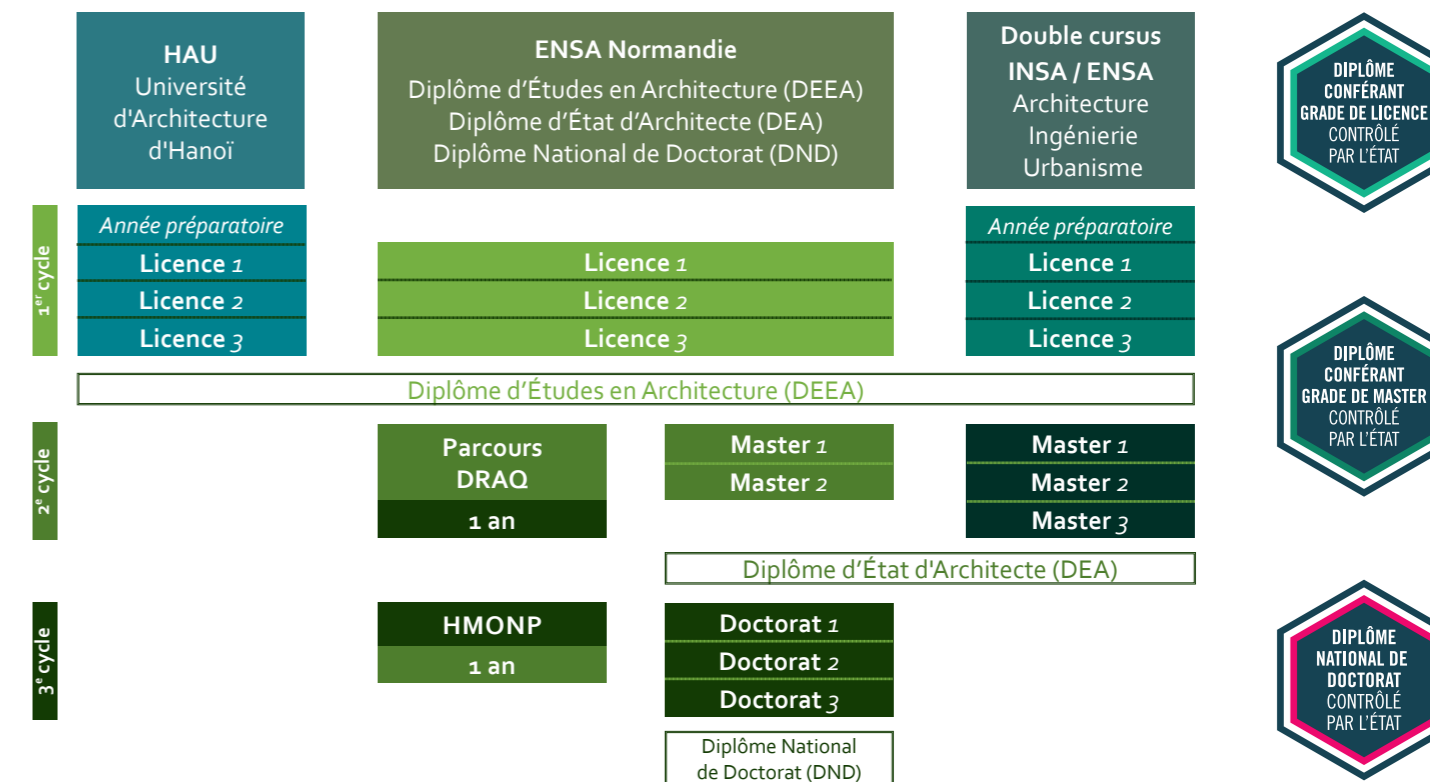 HAU
Université
d'Architecture
d'Hanoï
ENSA Normandie
Diplôme d’Études en Architecture (DEEA)
Diplôme d’État d’Architecte (DEA)
Diplôme National de Doctorat (DND)
Double cursus
INSA / ENSA
Architecture
Ingénierie
Urbanisme
DIPLÔME
CONFÉRANT
GRADE DE LICENCE
CONTRÔLÉ
PAR L’ÉTAT
1er cycle
Année préparatoire
Licence 1
Licence 2
Licence 3
Licence 1
Licence 2
Licence 3
Année préparatoire
Licence 1
Licence 2
Licence 3
Diplôme d’Études en Architecture (DEEA)
DIPLÔME
CONFÉRANT
GRADE DE MASTER
CONTRÔLÉ
PAR L’ÉTAT
2e cycle
Parcours
DRAQ
1 an
Master 1
Master 2
Master 1
Master 2
Master 3
Diplôme d’État d'Architecte (DEA)
3e cycle
HMONP
1 an
Doctorat 1
Doctorat 2
Doctorat 3
Diplôme National
de Doctorat (DND)
DIPLÔME
NATIONAL DE
DOCTORAT
CONTRÔLÉ
PAR L’ÉTAT